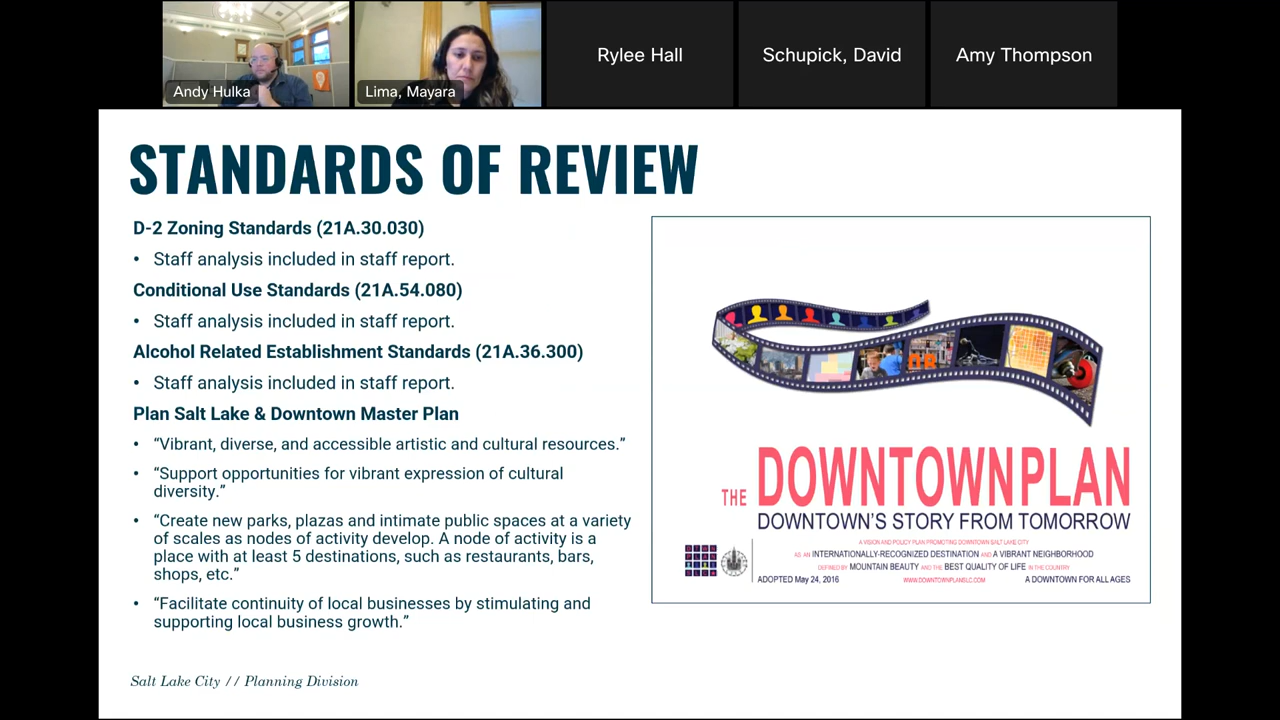 Rylee Hall
Schupick, David
Amy Thompson
Andy Hulka
Lima, Mayara
STANDARDS OF REVIEW
D-2 Zoning Standards (21A.30.030)
• Staff analysis included in staff report.
Conditional Use Standards (21A.54.080)
• Staff analysis included in staff report.
Alcohol Related Establishment Standards (21A.36.300)
• Staff analysis included in staff report.
Plan Salt Lake & Downtown Master Plan
• “Vibrant, diverse, and accessible artistic and cultural resources.”
• “Support opportunities for vibrant expression of cultural
diversity.”
• “Create new parks, plazas and intimate public spaces at a variety
of scales as nodes of activity develop. A node of activity is a
place with at least 5 destinations, such as restaurants, bars,
shops, etc.”
• “Facilitate continuity of local businesses by stimulating and
supporting local business growth.”
THE DOWNTOWNPLAN
DOWNTOWN'S STORY FROM TOMORROW
A VISION AND POLICY PLAN PROMOTING DOWNTOWN SALT LAKE CITY
AS AN INTERNATIONALLY-RECOGNIZED DESTINATION AND A VIBRANT NEIGHBORHOOD
DEFINED BY MOUNTAIN BEAUTY AND THE BEST QUALITY OF LIFE IN THE COUNTRY
ADOPTED May 24, 2016 WWW.DOWNTOWNPLANSLC.COM A DOWNTOWN FOR ALL AGES
Salt Lake City // Planning Division